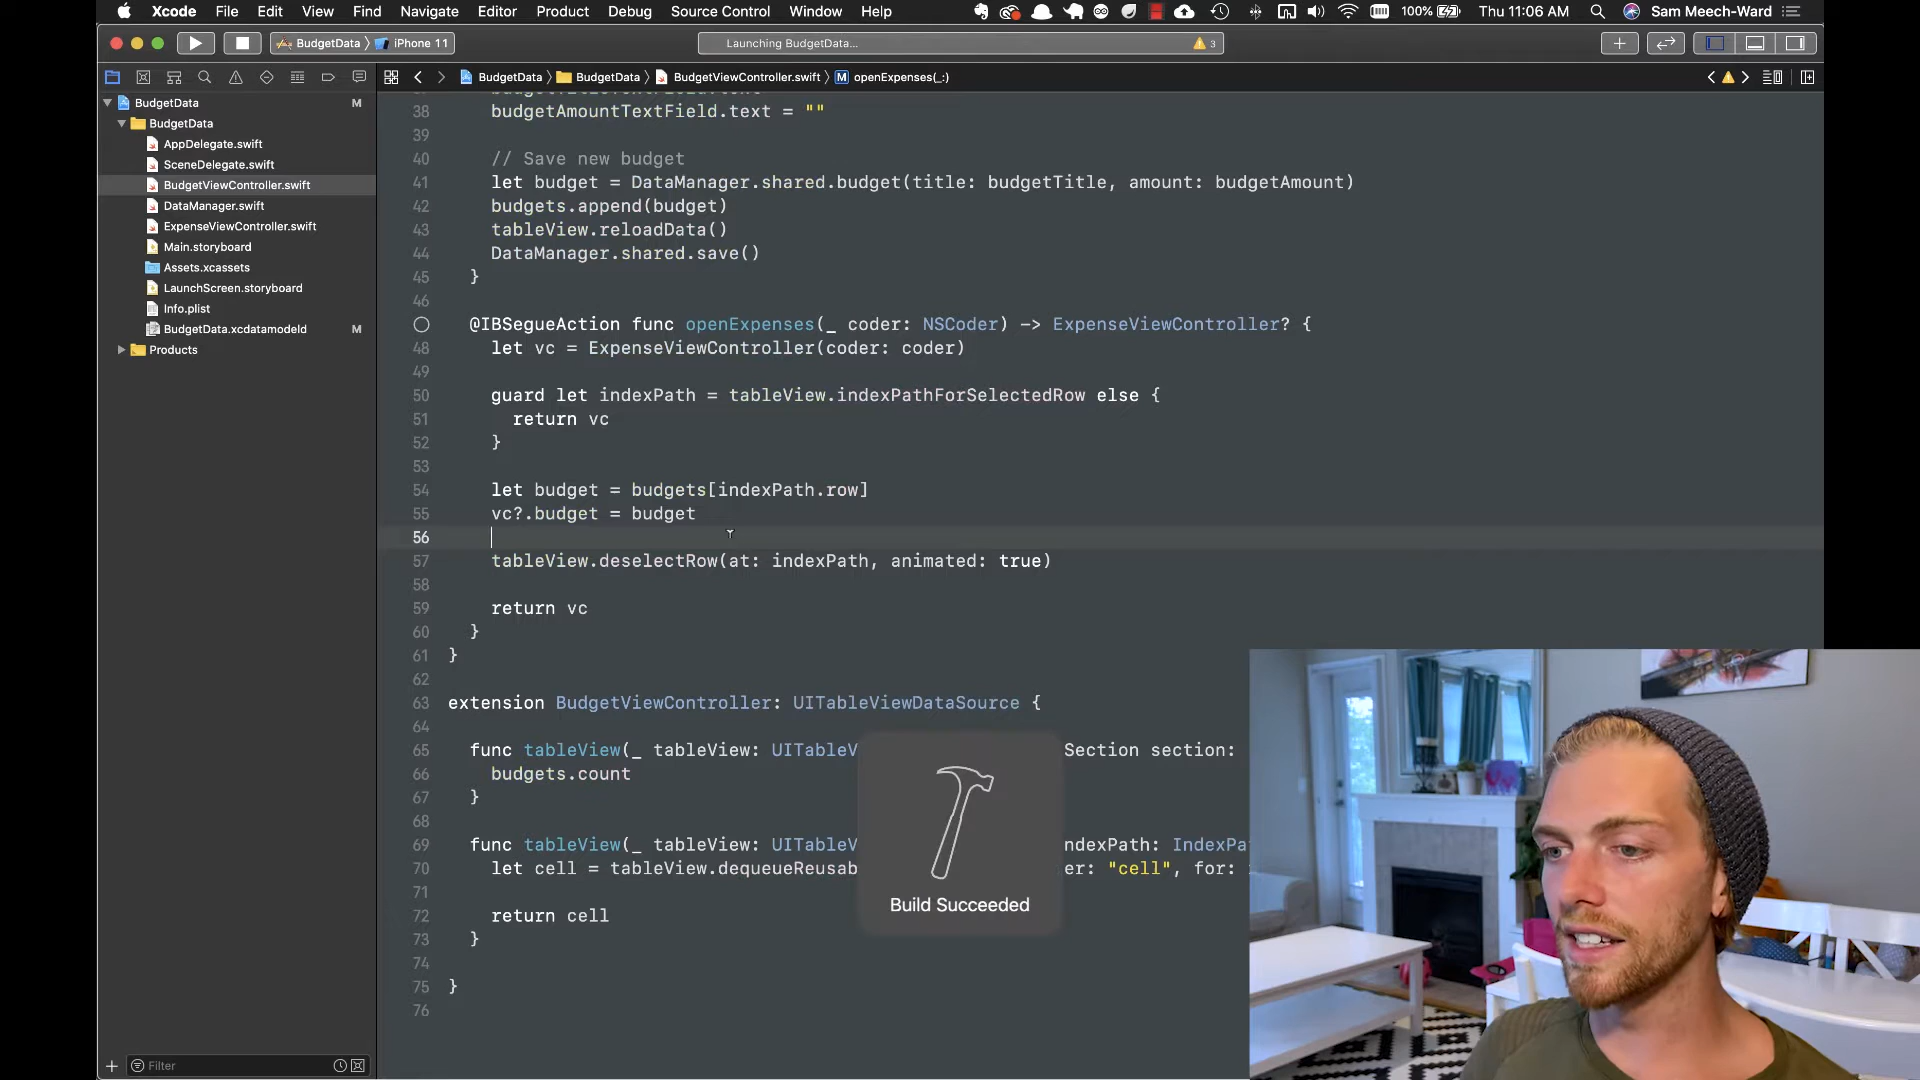 Xcode File Edit View Find Navigate Editor Product Debug Source Control Window Help 100% Thu 11:06 AM Sam Meech-Ward
BudgetData iPhone 11 Launching BudgetData... 3
BudgetData BudgetData BudgetViewController.swift M openExpenses(_:)
BudgetData M
BudgetData
AppDelegate.swift
SceneDelegate.swift
BudgetViewController.swift
DataManager.swift
ExpenseViewController.swift
Main.storyboard
Assets.xcassets
LaunchScreen.storyboard
Info.plist
BudgetData.xcdatamodeld M
Products
Filter
38 budgetAmountTextField.text = ""
39
40 // Save new budget
41 let budget = DataManager.shared.budget(title: budgetTitle, amount: budgetAmount)
42 budgets.append(budget)
43 tableView.reloadData()
44 DataManager.shared.save()
45 }
46
@IBSegueAction func openExpenses(_ coder: NSCoder) -> ExpenseViewController? {
48 let vc = ExpenseViewController(coder: coder)
49
50 guard let indexPath = tableView.indexPathForSelectedRow else {
51 return vc
52 }
53
54 let budget = budgets[indexPath.row]
55 vc?.budget = budget
56
57 tableView.deselectRow(at: indexPath, animated: true)
58
59 return vc
60 }
61 }
62
63 extension BudgetViewController: UITableViewDataSource {
64
65 func tableView(_ tableView: UITableV Section section:
66 budgets.count
67 }
68
69 func tableView(_ tableView: UITableV ndexPath: IndexPa
70 let cell = tableView.dequeueReusab er: "cell", for:
71
72 return cell
73 }
74
75 }
76
Build Succeeded